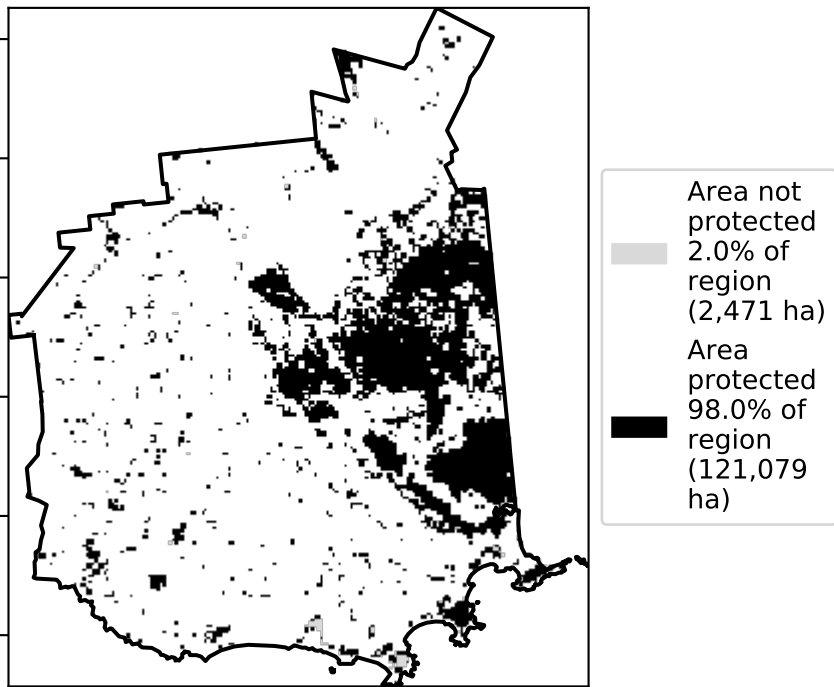 Area not
protected
2.0% of
region
(2,471 ha)
Area
protected
98.0% of
region
(121,079
ha)